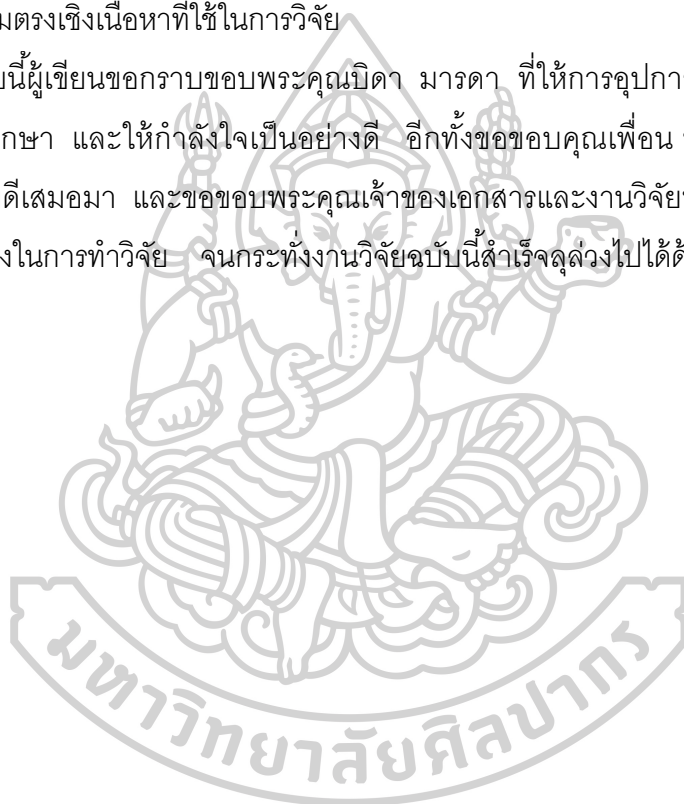 มตรงเชิงเนื้อหาที่ใช้ในการวิจัย
บนี้ผู้เขียนขอกราบขอบพระคุณบิดา มารดา ที่ให้การอุปกา
กษา และให้กำลังใจเป็นอย่างดี อีกทั้งขอขอบคุณเพื่อน
ดีเสมอมา และขอขอบพระคุณเจ้าของเอกสารและงานวิจัย
งในการทำวิจัย จนกระทั่งงานวิจัยฉบับนี้สำเร็จลุล่วงไปได้ด้
มหาวิทยาลัยศิลปากร